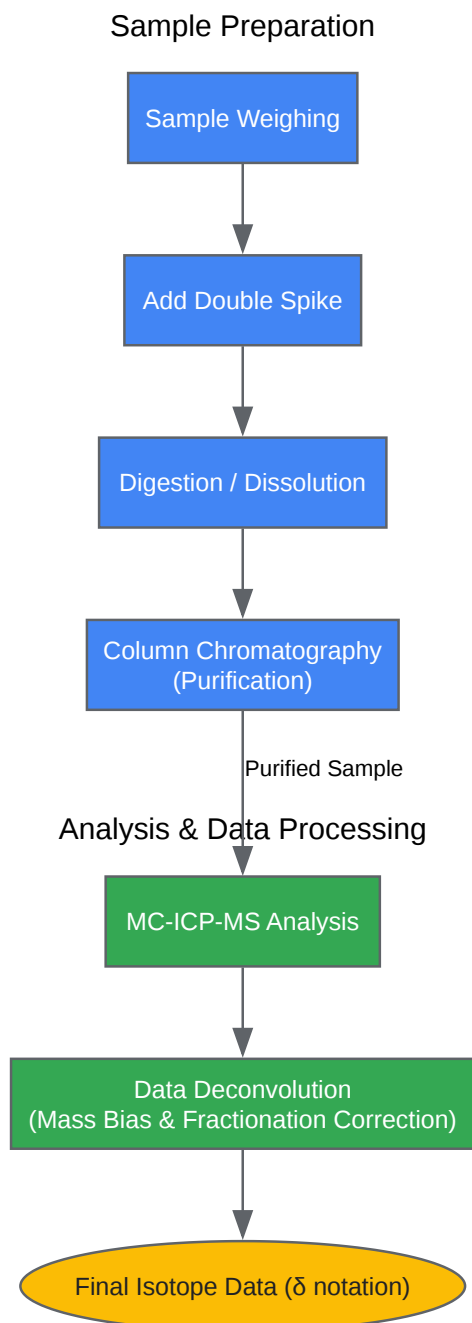 Sample Preparation
Sample Weighing
Add Double Spike
Digestion / Dissolution
Column Chromatography
(Purification)
Purified Sample
Analysis & Data Processing
MC-ICP-MS Analysis
Data Deconvolution
(Mass Bias & Fractionation Correction)
Final Isotope Data (δ notation)